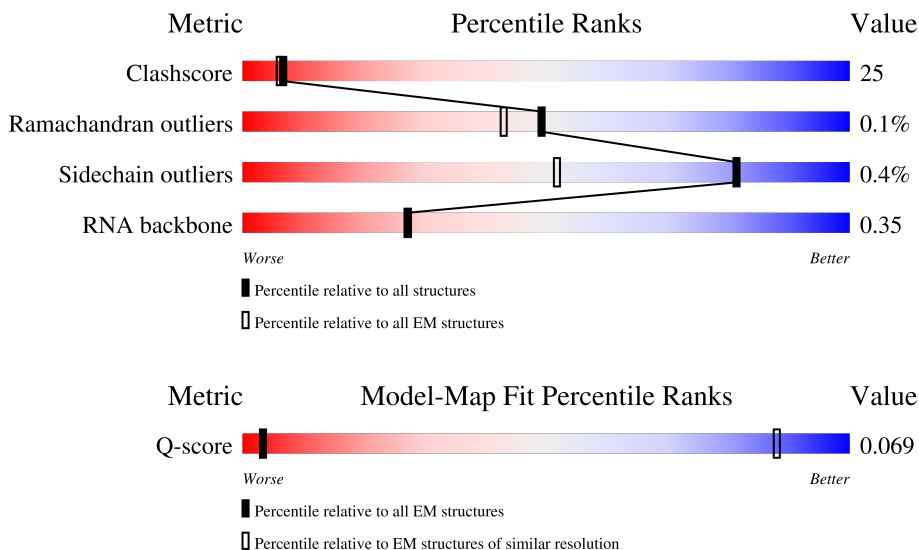 Metric Percentile Ranks Value
Clashscore 25
Ramachandran outliers 0.1%
Sidechain outliers 0.4%
RNA backbone 0.35
Worse Better
Percentile relative to all structures
Percentile relative to all EM structures
Metric Model-Map Fit Percentile Ranks Value
Q-score 0.069
Worse Better
Percentile relative to all EM structures
Percentile relative to EM structures of similar resolution